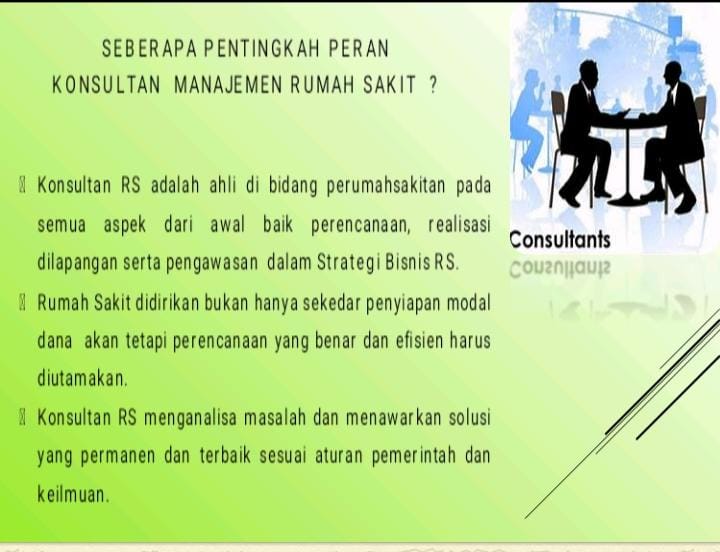 SEBERAPA PENTINGKAH PERAN
KONSULTAN MANAJEMEN RUMAH SAKIT ?
Konsultan RS adalah ahli di bidang perumahsakitan pada
semua aspek dari awal baik perencanaan, realisasi
dilapangan serta pengawasan dalam Strategi Bisnis RS.
Rumah Sakit didirikan bukan hanya sekedar penyiapan modal
dana akan tetapi perencanaan yang benar dan efisien harus
diutamakan.
Konsultan RS menganalisa masalah dan menawarkan solusi
yang permanen dan terbaik sesuai aturan pemerintah dan
keilmuan.
Consultants